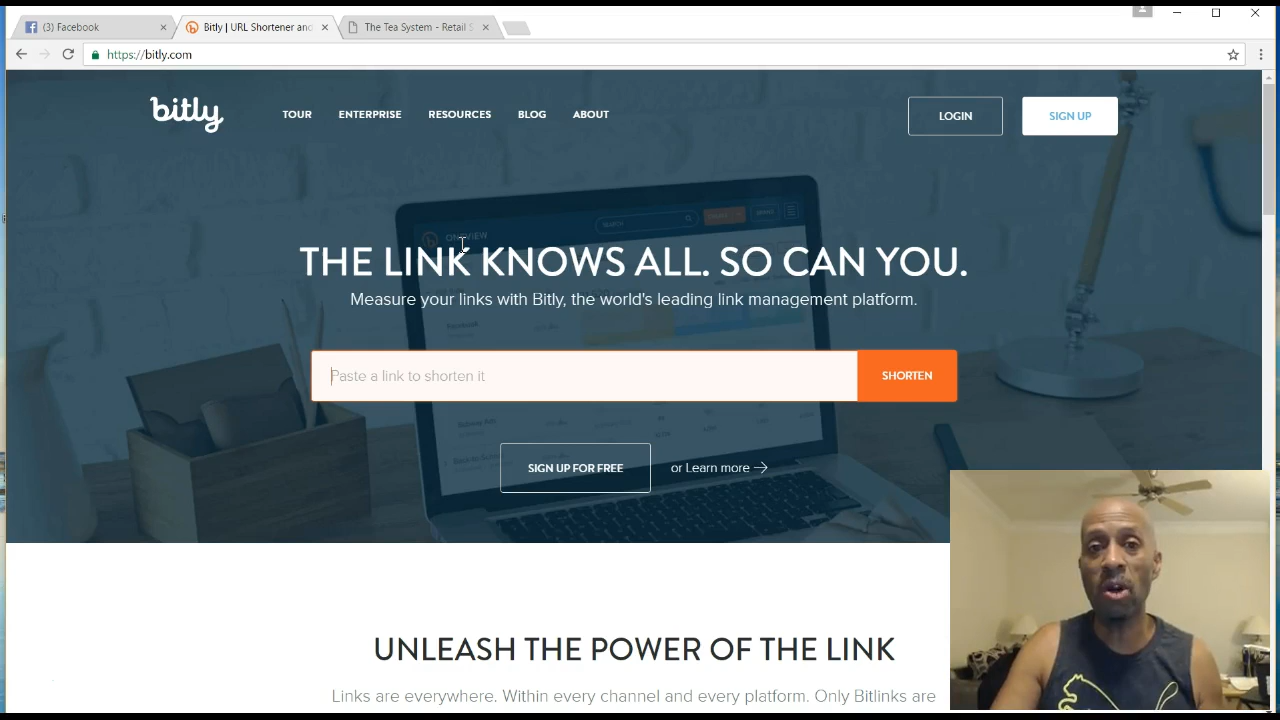 (3) Facebook
Bitly | URL Shortener and
The Tea System - Retail S
https://bitly.com
bitly
TOUR
ENTERPRISE
RESOURCES
BLOG
ABOUT
LOGIN
SIGN UP
THE LINK KNOWS ALL. SO CAN YOU.
Measure your links with Bitly, the world's leading link management platform.
Paste a link to shorten it
SHORTEN
SIGN UP FOR FREE
or Learn more →
UNLEASH THE POWER OF THE LINK
Links are everywhere. Within every channel and every platform. Only Bitlinks are